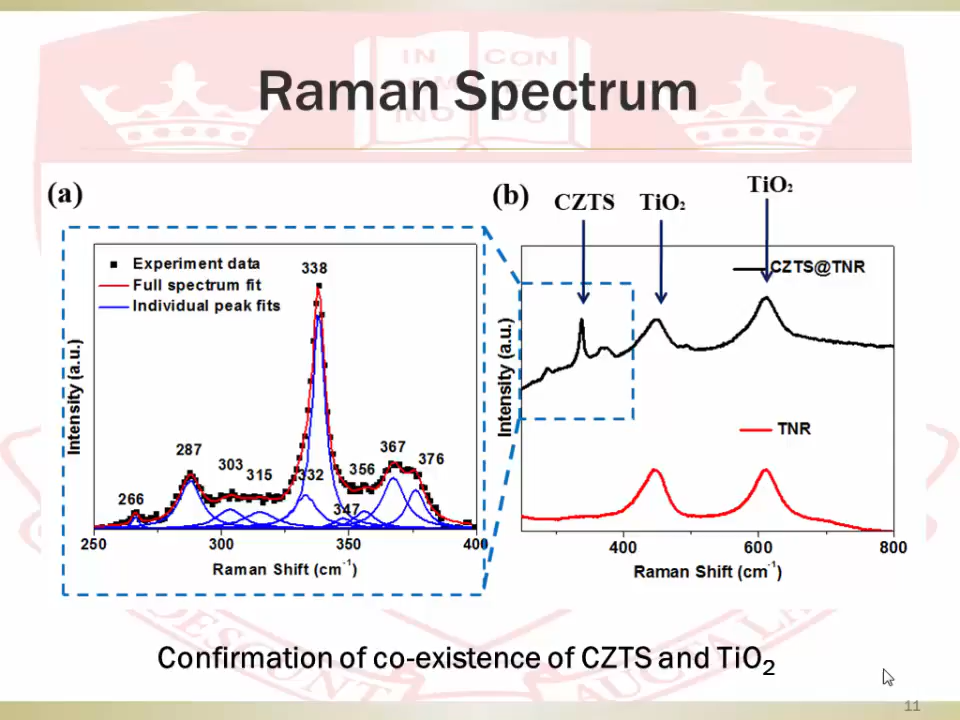 Raman Spectrum
IN CON
(a)
Experiment data
Full spectrum fit
Individual peak fits
338
287
303
315
332
347
356
367
376
266
Intensity (a.u.)
250 300 350 400
Raman Shift (cm-1)
(b)
CZTS
TiO2
TiO2
CZTS@TNR
TNR
Intensity (a.u.)
400 600 800
Raman Shift (cm-1)
Confirmation of co-existence of CZTS and TiO2
11